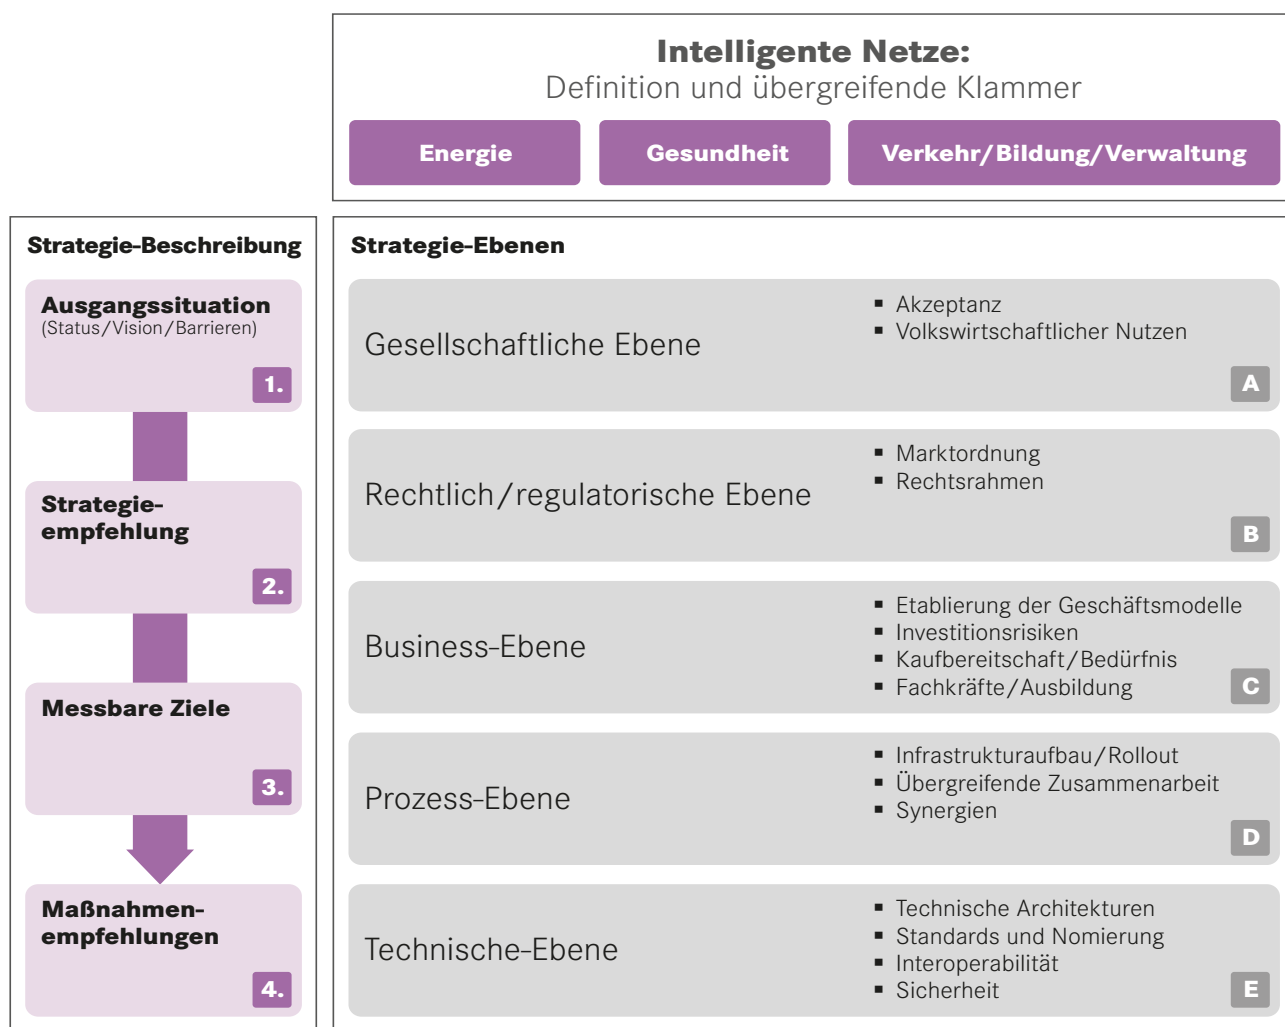 Intelligente Netze:
Definition und übergreifende Klammer
Energie
Gesundheit
Verkehr/Bildung/Verwaltung
Strategie-Beschreibung
Ausgangssituation
(Status/Vision/Barrieren)
1.
Strategie-
empfehlung
2.
Messbare Ziele
3.
Maßnahmen-
empfehlungen
4.
Strategie-Ebenen
Gesellschaftliche Ebene
▪ Akzeptanz
▪ Volkswirtschaftlicher Nutzen
A
Rechtlich/regulatorische Ebene
▪ Marktordnung
▪ Rechtsrahmen
B
Business-Ebene
▪ Etablierung der Geschäftsmodelle
▪ Investitionsrisiken
▪ Kaufbereitschaft/Bedürfnis
▪ Fachkräfte/Ausbildung
C
Prozess-Ebene
▪ Infrastrukturaufbau/Rollout
▪ Übergreifende Zusammenarbeit
▪ Synergien
D
Technische-Ebene
▪ Technische Architekturen
▪ Standards und Nomierung
▪ Interoperabilität
▪ Sicherheit
E